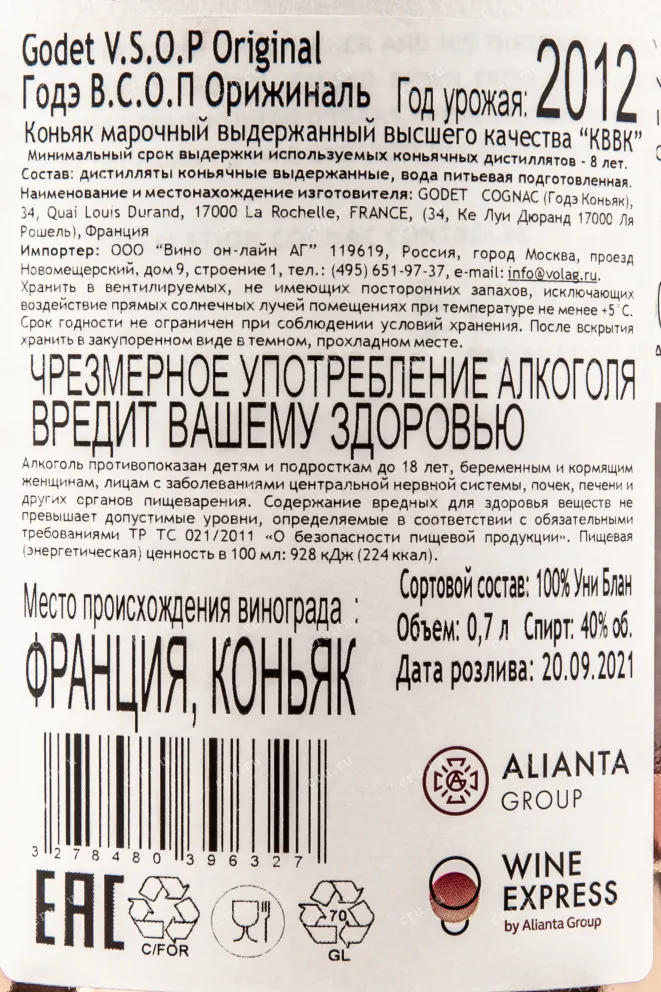 Godet V.S.O.P Original
Годэ В.С.О.П Орижиналь Год урожая: 2012
Коньяк марочный выдержанный высшего качества “КВВК”
Минимальный срок выдержки используемых коньячных дистиллятов - 8 лет.
Состав: дистилляты коньячные выдержанные, вода питьевая подготовленная.
Наименование и местонахождение изготовителя: GODET COGNAC (Годэ Коньяк),
34, Quai Louis Durand, 17000 La Rochelle, FRANCE, (34, Ке Луи Дюранд 17000 Ля
Рошель), Франция
Импортер: ООО “Вино он-лайн АГ” 119619, Россия, город Москва, проезд
Новомещерский, дом 9, строение 1, тел.: (495) 651-97-37, e-mail: info@volag.ru.
Хранить в вентилируемых, не имеющих посторонних запахов, исключающих
воздействие прямых солнечных лучей помещениях при температуре не менее +5°С.
Срок годности не ограничен при соблюдении условий хранения. После вскрытия
хранить в закупоренном виде в темном, прохладном месте.
ЧРЕЗМЕРНОЕ УПОТРЕБЛЕНИЕ АЛКОГОЛЯ
ВРЕДИТ ВАШЕМУ ЗДОРОВЬЮ
Алкоголь противопоказан детям и подросткам до 18 лет, беременным и кормящим
женщинам, лицам с заболеваниями центральной нервной системы, почек, печени и
других органов пищеварения. Содержание вредных для здоровья веществ не
превышает допустимые уровни, определяемые в соответствии с обязательными
требованиями ТР ТС 021/2011 «О безопасности пищевой продукции». Пищевая
(энергетическая) ценность в 100 мл: 928 кДж (224 ккал).
Место происхождения винограда :
ФРАНЦИЯ, КОНЬЯК
Сортовой состав: 100% Уни Блан
Объем: 0,7 л Спирт: 40% об.
Дата розлива: 20.09.2021
3 278480 396327
ALIANTA
GROUP
WINE
EXPRESS
by Alianta Group
EAC
C/FOR
70
GL